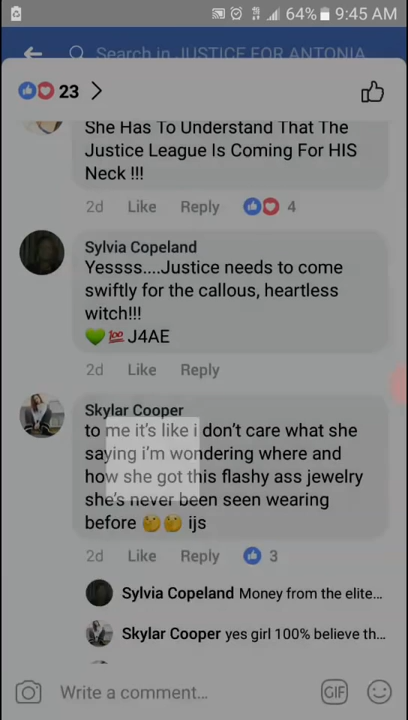 64% 9:45 AM
Search in JUSTICE FOR ANTONIA
23
She Has To Understand That The
Justice League Is Coming For HIS
Neck !!!
2d Like Reply 4
Sylvia Copeland
Yessss....Justice needs to come
swiftly for the callous, heartless
witch!!!
💚💯J4AE
2d Like Reply
Skylar Cooper
to me it's like i don't care what she
saying i'm wondering where and
how she got this flashy ass jewelry
she's never been seen wearing
before 🤔🤔 ijs
2d Like Reply 3
Sylvia Copeland Money from the elite...
Skylar Cooper yes girl 100% believe th...
Write a comment...
GIF